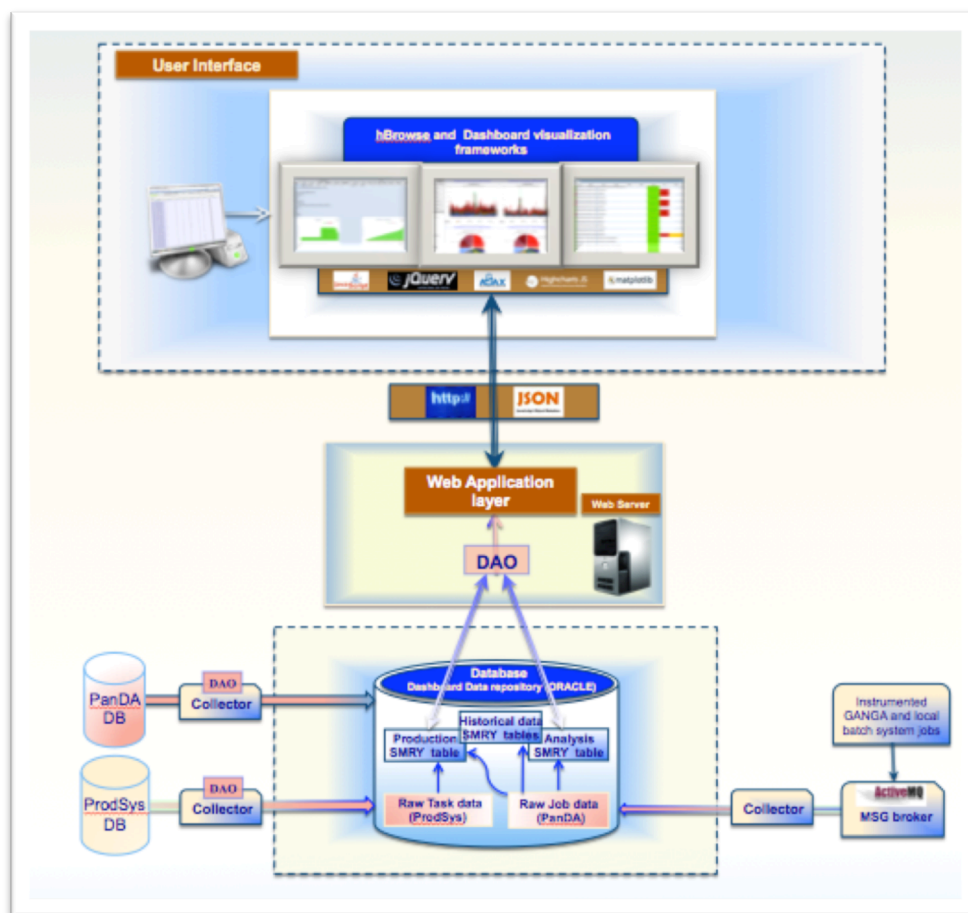 User Interface
hBrowse and Dashboard visualization
frameworks
jQuery
AJAX
Highcharts JS
matplotlib
http://
JSON
Web Application
layer
Web Server
DAO
Database
Dashboard Data repository (ORACLE)
Historical data
SMRY tables
Production
SMRY table
Analysis
SMRY_table
Raw Task data
(ProdSys)
Raw Job data
(PanDA)
PanDA
DB
DAO
Collector
ProdSys
DB
DAO
Collector
Collector
Instrumented
GANGA and local
batch system jobs
ActiveMQ
MSG broker